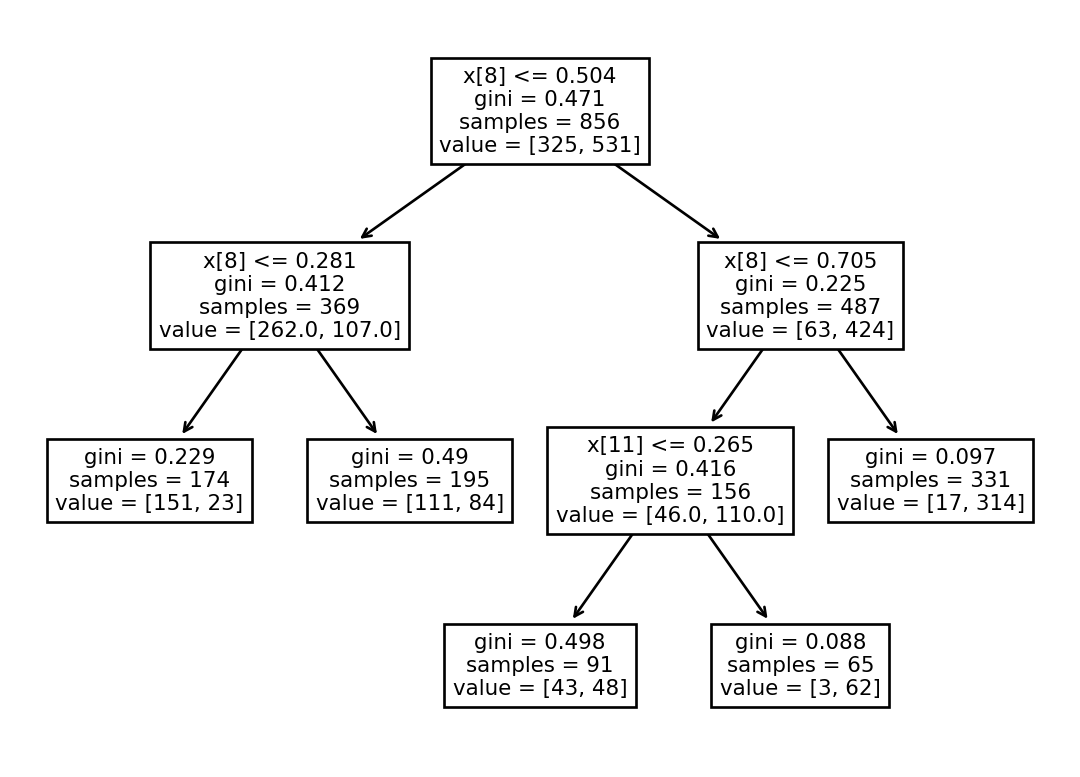 x[8] <= 0.504
gini = 0.471
samples = 856
value = [325, 531]
x[8] <= 0.281
gini = 0.412
samples = 369
value = [262.0, 107.0]
x[8] <= 0.705
gini = 0.225
samples = 487
value = [63, 424]
gini = 0.229
samples = 174
value = [151, 23]
gini = 0.49
samples = 195
value = [111, 84]
x[11] <= 0.265
gini = 0.416
samples = 156
value = [46.0, 110.0]
gini = 0.097
samples = 331
value = [17, 314]
gini = 0.498
samples = 91
value = [43, 48]
gini = 0.088
samples = 65
value = [3, 62]